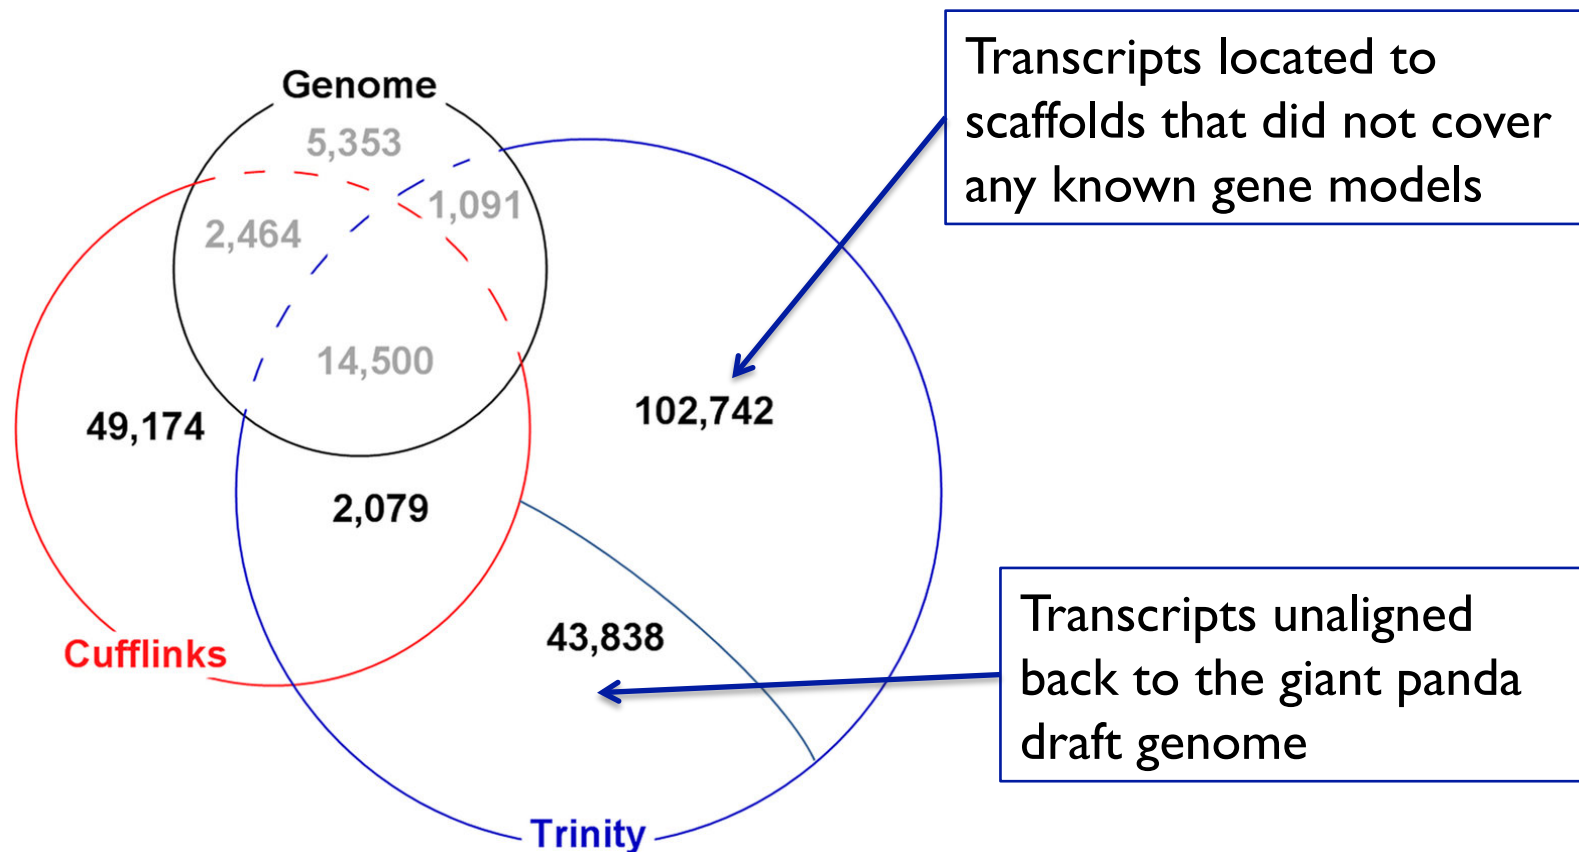 Genome
5,353
1,091
2,464
14,500
49,174
102,742
2,079
43,838
Cufflinks
Trinity
Transcripts located to
scaffolds that did not cover
any known gene models
Transcripts unaligned
back to the giant panda
draft genome